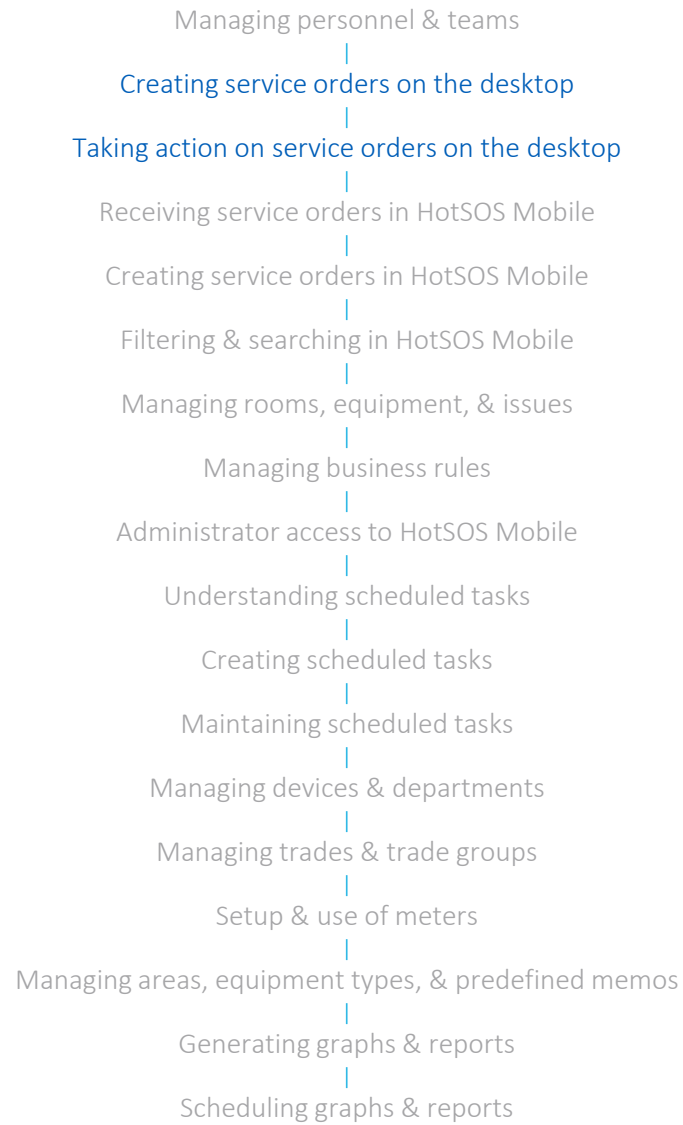 Managing personnel & teams
Creating service orders on the desktop
Taking action on service orders on the desktop
Receiving service orders in HotSOS Mobile
Creating service orders in HotSOS Mobile
Filtering & searching in HotSOS Mobile
Managing rooms, equipment, & issues
Managing business rules
Administrator access to HotSOS Mobile
Understanding scheduled tasks
Creating scheduled tasks
Maintaining scheduled tasks
Managing devices & departments
Managing trades & trade groups
Setup & use of meters
Managing areas, equipment types, & predefined memos
Generating graphs & reports
Scheduling graphs & reports